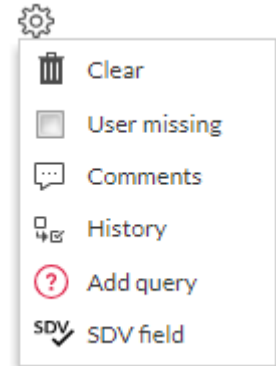 Clear
User missing
Comments
History
? Add query
SDV SDV field